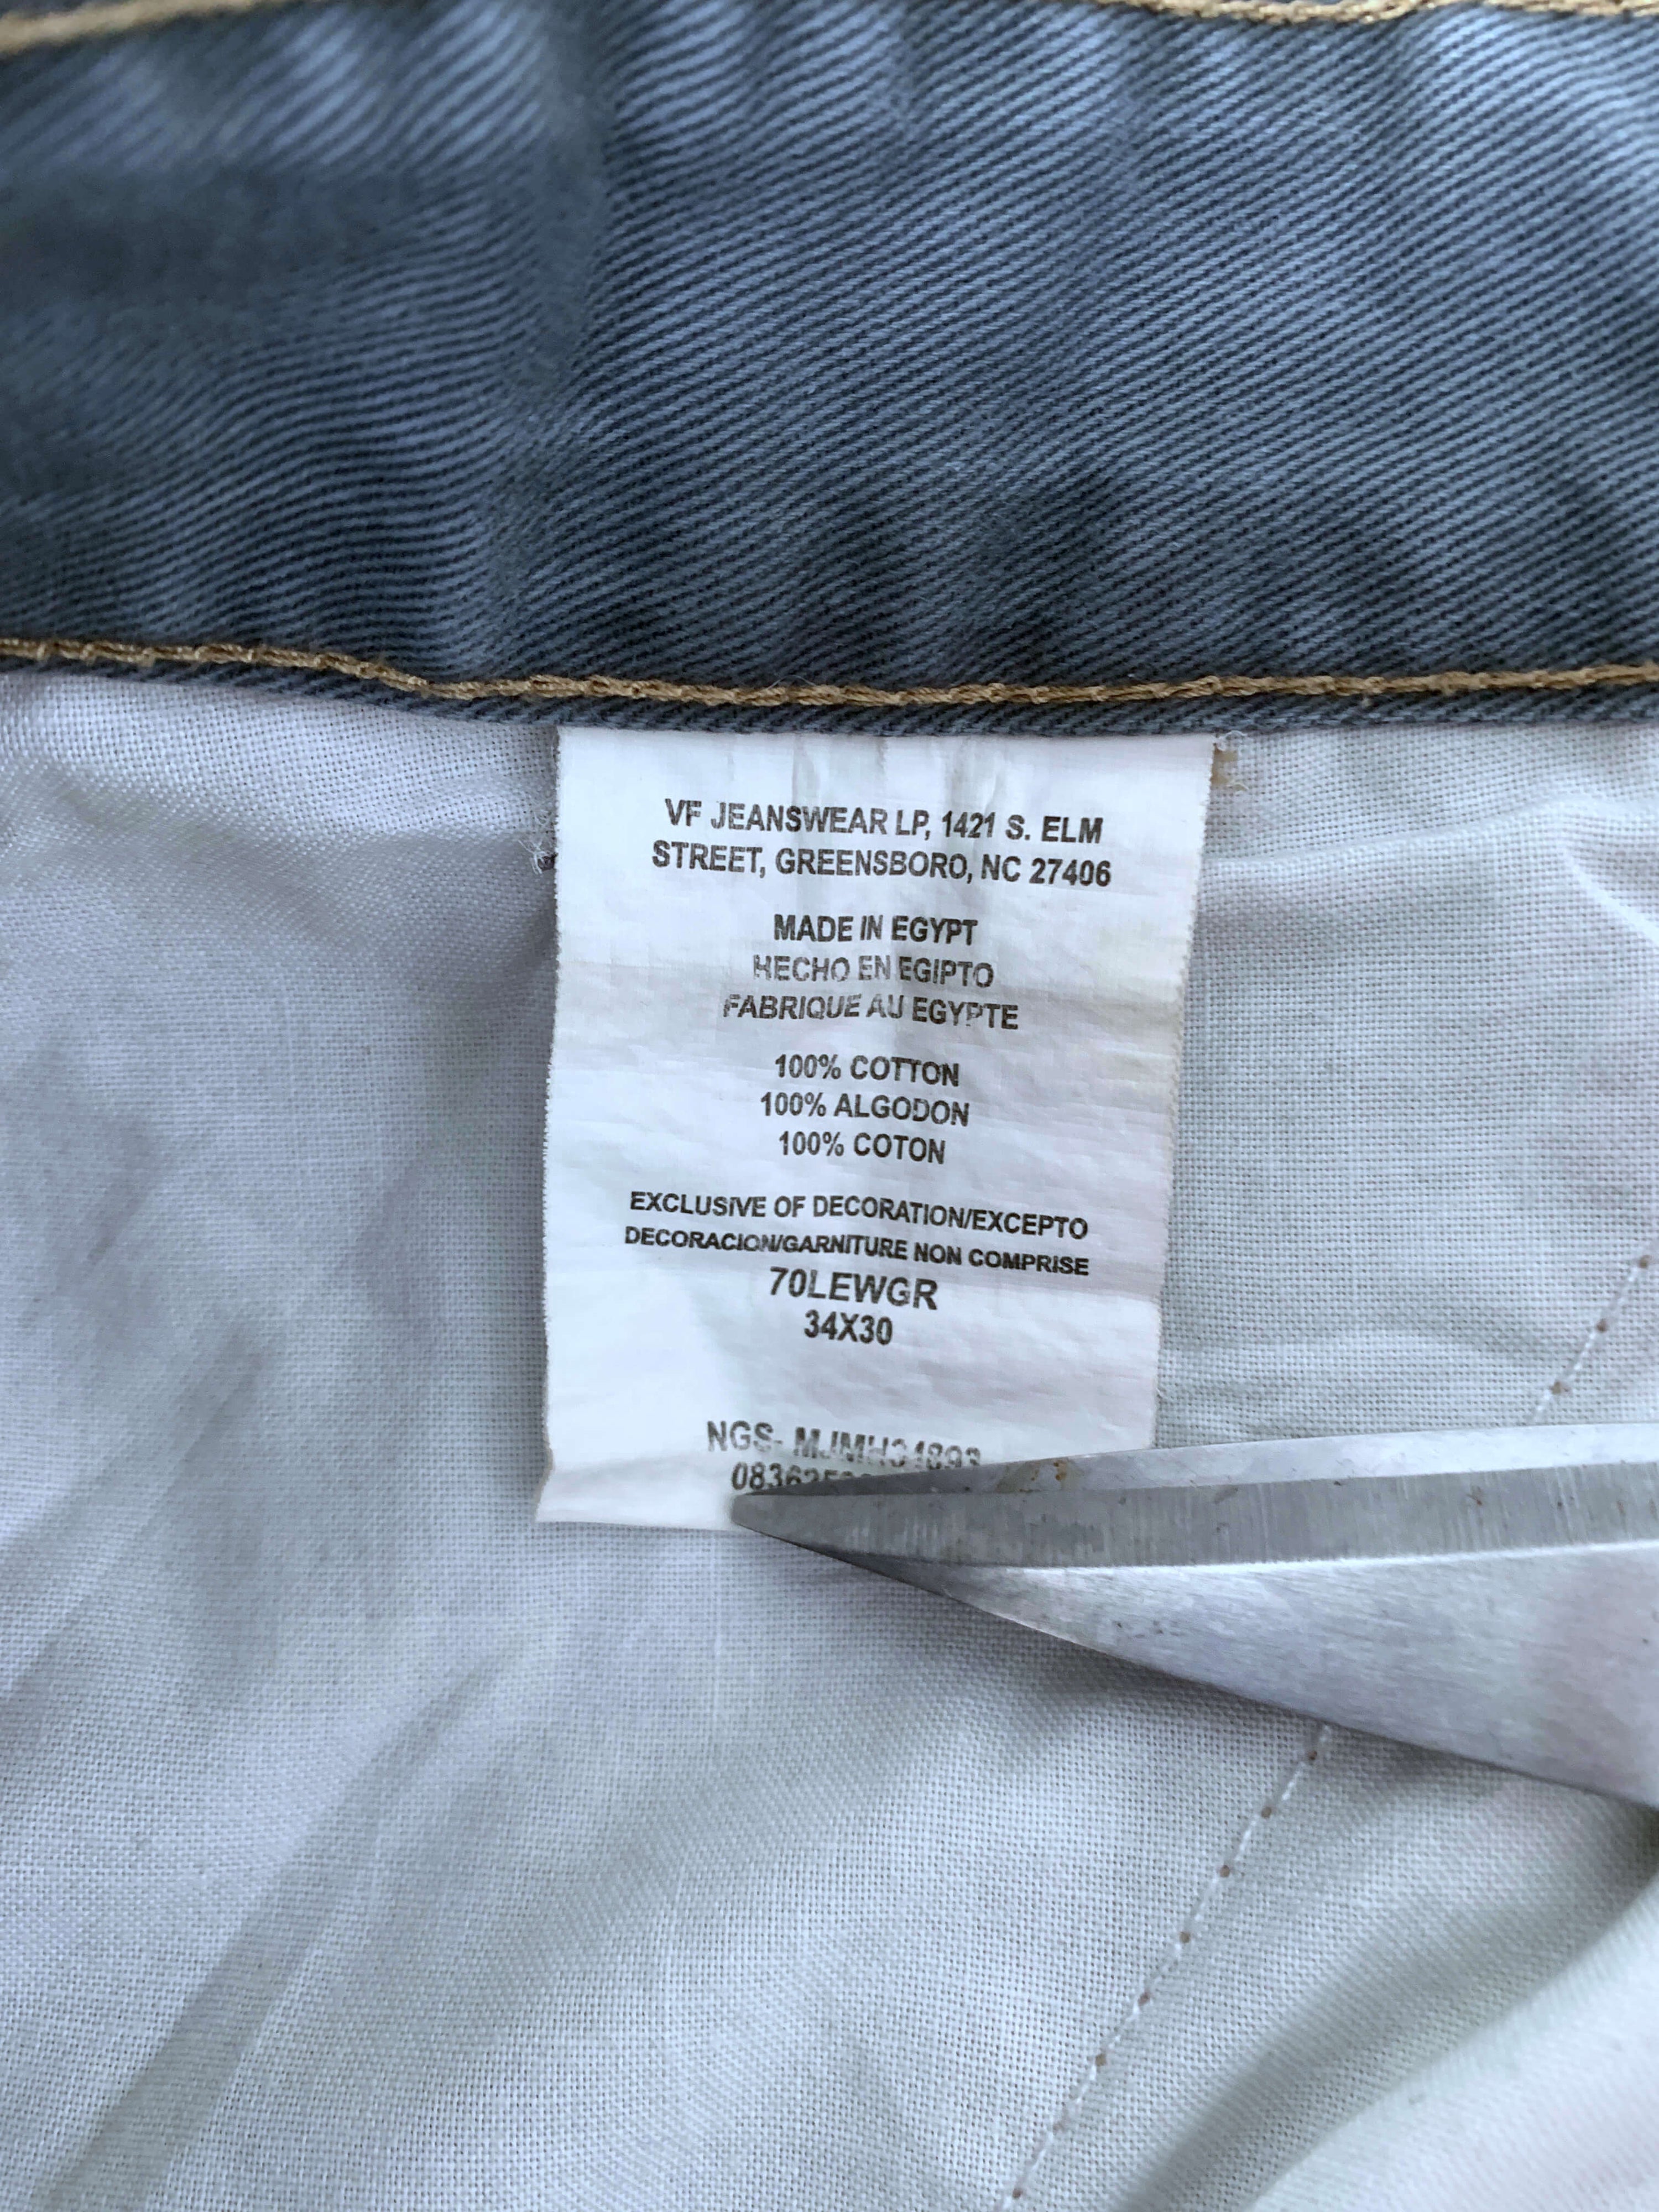 VF JEANSWEAR LP, 1421 S. ELM
STREET, GREENSBORO, NC 27406
MADE IN EGYPT
HECHO EN EGIPTO
FABRIQUE AU EGYPTE
100% COTTON
100% ALGODON
100% COTON
EXCLUSIVE OF DECORATION/EXCEPTO
DECORACION/GARNITURE NON COMPRISE
70LEWGR
34X30
NGS-